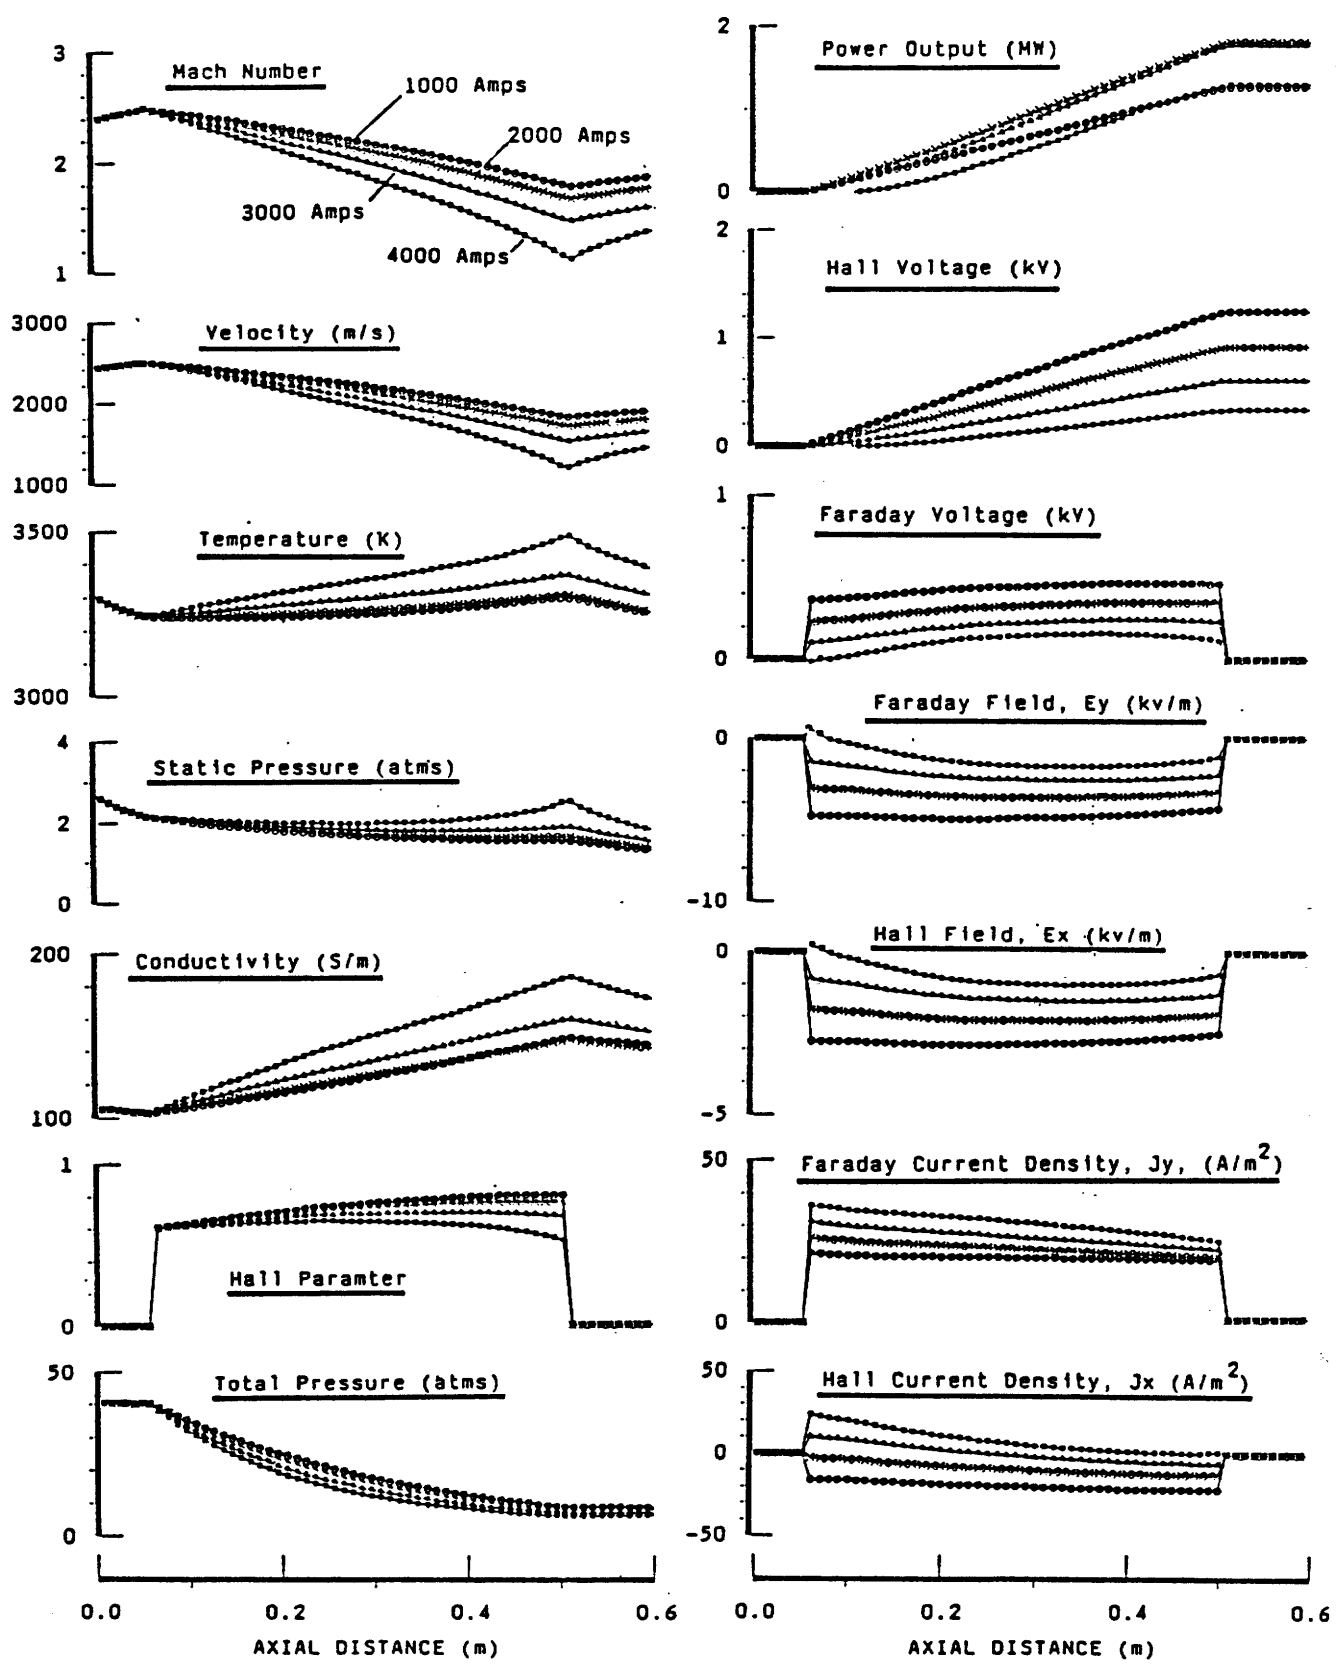 3
Mach Number
1000 Amps
2000 Amps
2
3000 Amps
4000 Amps
1
3000
Velocity (m/s)
2000
1000
3500
Temperature (K)
3000
4
Static Pressure (atms)
2
0
200
Conductivity (S/m)
100
1
Hall Paramter
0
50
Total Pressure (atms)
0
0.0 0.2 0.4 0.6
AXIAL DISTANCE (m)
2
Power Output (MW)
1
0
2
Hall Voltage (kV)
1
0
1
Faraday Voltage (kV)
0
Faraday Field, Ey (kv/m)
0
-10
Hall Field, Ex (kv/m)
0
-5
50
Faraday Current Density, Jy, (A/m²)
0
50
Hall Current Density, Jx (A/m²)
0
-50
0.0 0.2 0.4 0.6
AXIAL DISTANCE (m)